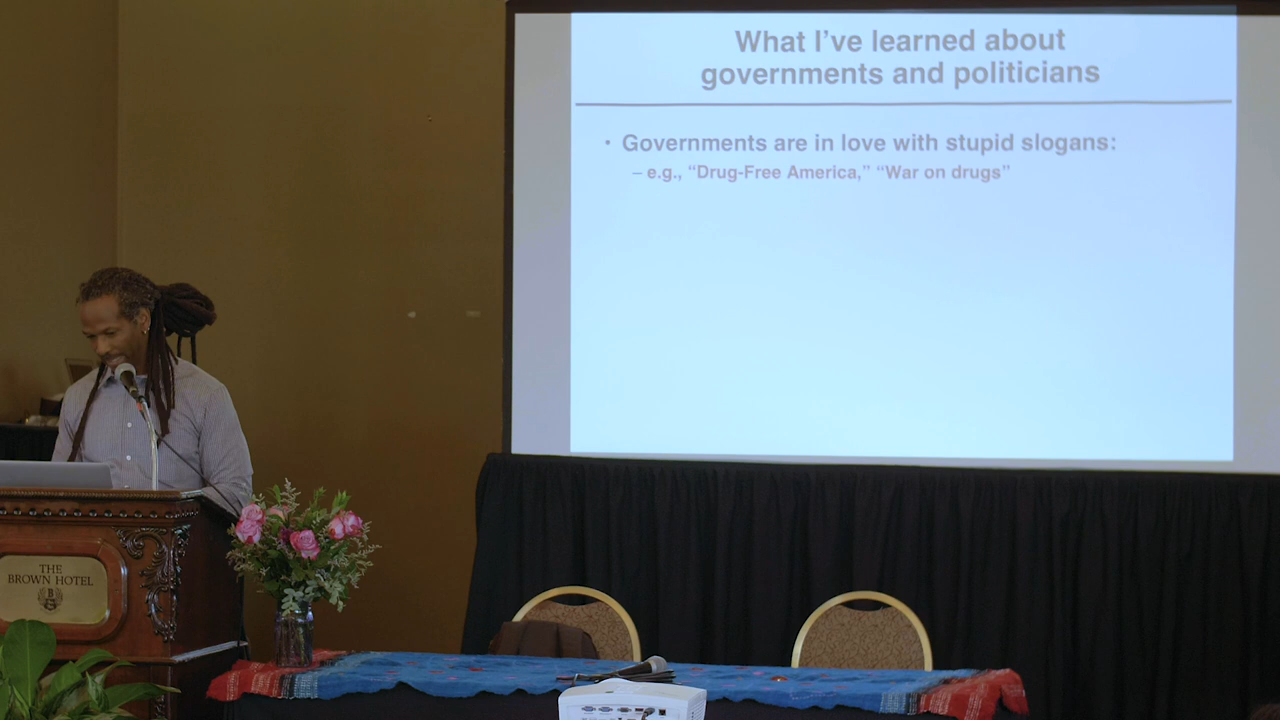 What I've learned about
governments and politicians
• Governments are in love with stupid slogans:
– e.g., “Drug-Free America,” “War on drugs”
THE
BROWN HOTEL
B